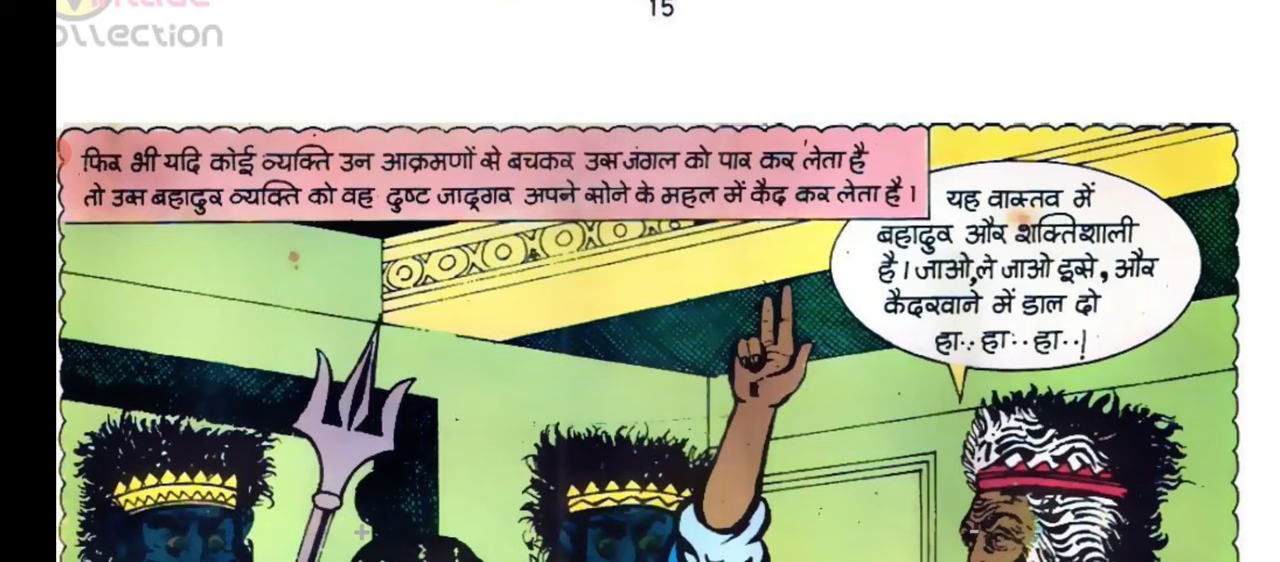 15
फिर भी यदि कोई व्यक्ति उन आक्रमणों से बचकर उस जंगल को पार कर लेता है
तो उस बहादुर व्यक्ति को वह दुष्ट जादूगर अपने सोने के महल में कैद कर लेता है।
यह वास्तव में
बहादुर और शक्तिशाली
है। जाओ, ले जाओ इसे, और
कैदखाने में डाल दो
हा.. हा.. हा..!